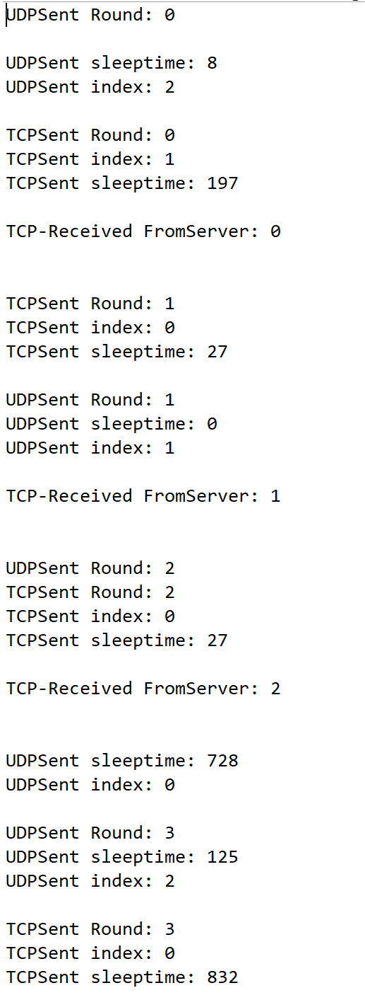 UDPSent Round: 0
UDPSent sleeptime: 8
UDPSent index: 2
TCPSent Round: 0
TCPSent index: 1
TCPSent sleeptime: 197
TCP-Received FromServer: 0
TCPSent Round: 1
TCPSent index: 0
TCPSent sleeptime: 27
UDPSent Round: 1
UDPSent sleeptime: 0
UDPSent index: 1
TCP-Received FromServer: 1
UDPSent Round: 2
TCPSent Round: 2
TCPSent index: 0
TCPSent sleeptime: 27
TCP-Received FromServer: 2
UDPSent sleeptime: 728
UDPSent index: 0
UDPSent Round: 3
UDPSent sleeptime: 125
UDPSent index: 2
TCPSent Round: 3
TCPSent index: 0
TCPSent sleeptime: 832